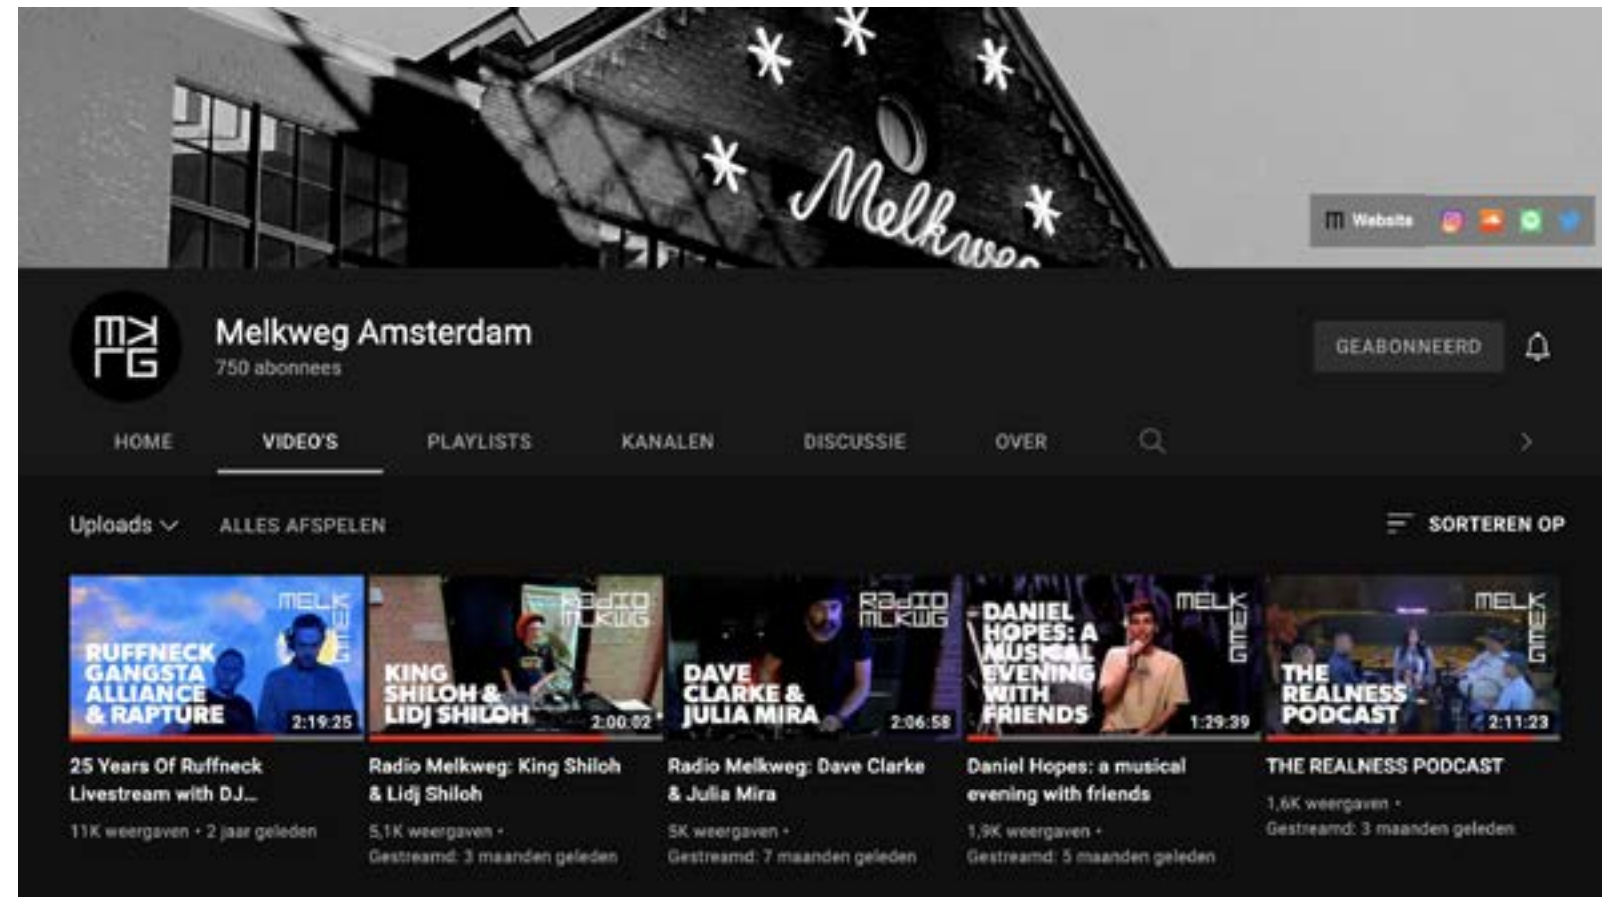 Melkweg
Website
Melkweg Amsterdam
750 abonnees
GEABONNEERD
HOME
VIDEO'S
PLAYLISTS
KANALEN
DISCUSSIE
OVER
Uploads
ALLES AFSPELEN
SORTEREN OP
MELK
WEG
RUFFNECK
GANGSTA
ALLIANCE
& RAPTURE
2:19:25
RADIO
MLKWG
KING
SHILOH &
LIDJ SHILOH
2:00:02
RADIO
MLKWG
DAVE
CLARKE &
JULIA MIRA
2:06:58
MELK
WEG
DANIEL
HOPES: A
MUSICAL
EVENING
WITH
FRIENDS
1:29:39
MELK
WEG
THE
REALNESS
PODCAST
2:11:23
25 Years Of Ruffneck
Livestream with DJ...
11K weergaven • 2 jaar geleden
Radio Melkweg: King Shiloh
& Lidj Shiloh
5,1K weergaven •
Gestreamd: 3 maanden geleden
Radio Melkweg: Dave Clarke
& Julia Mira
5K weergaven •
Gestreamd: 7 maanden geleden
Daniel Hopes: a musical
evening with friends
1,9K weergaven •
Gestreamd: 5 maanden geleden
THE REALNESS PODCAST
1,6K weergaven •
Gestreamd: 3 maanden geleden